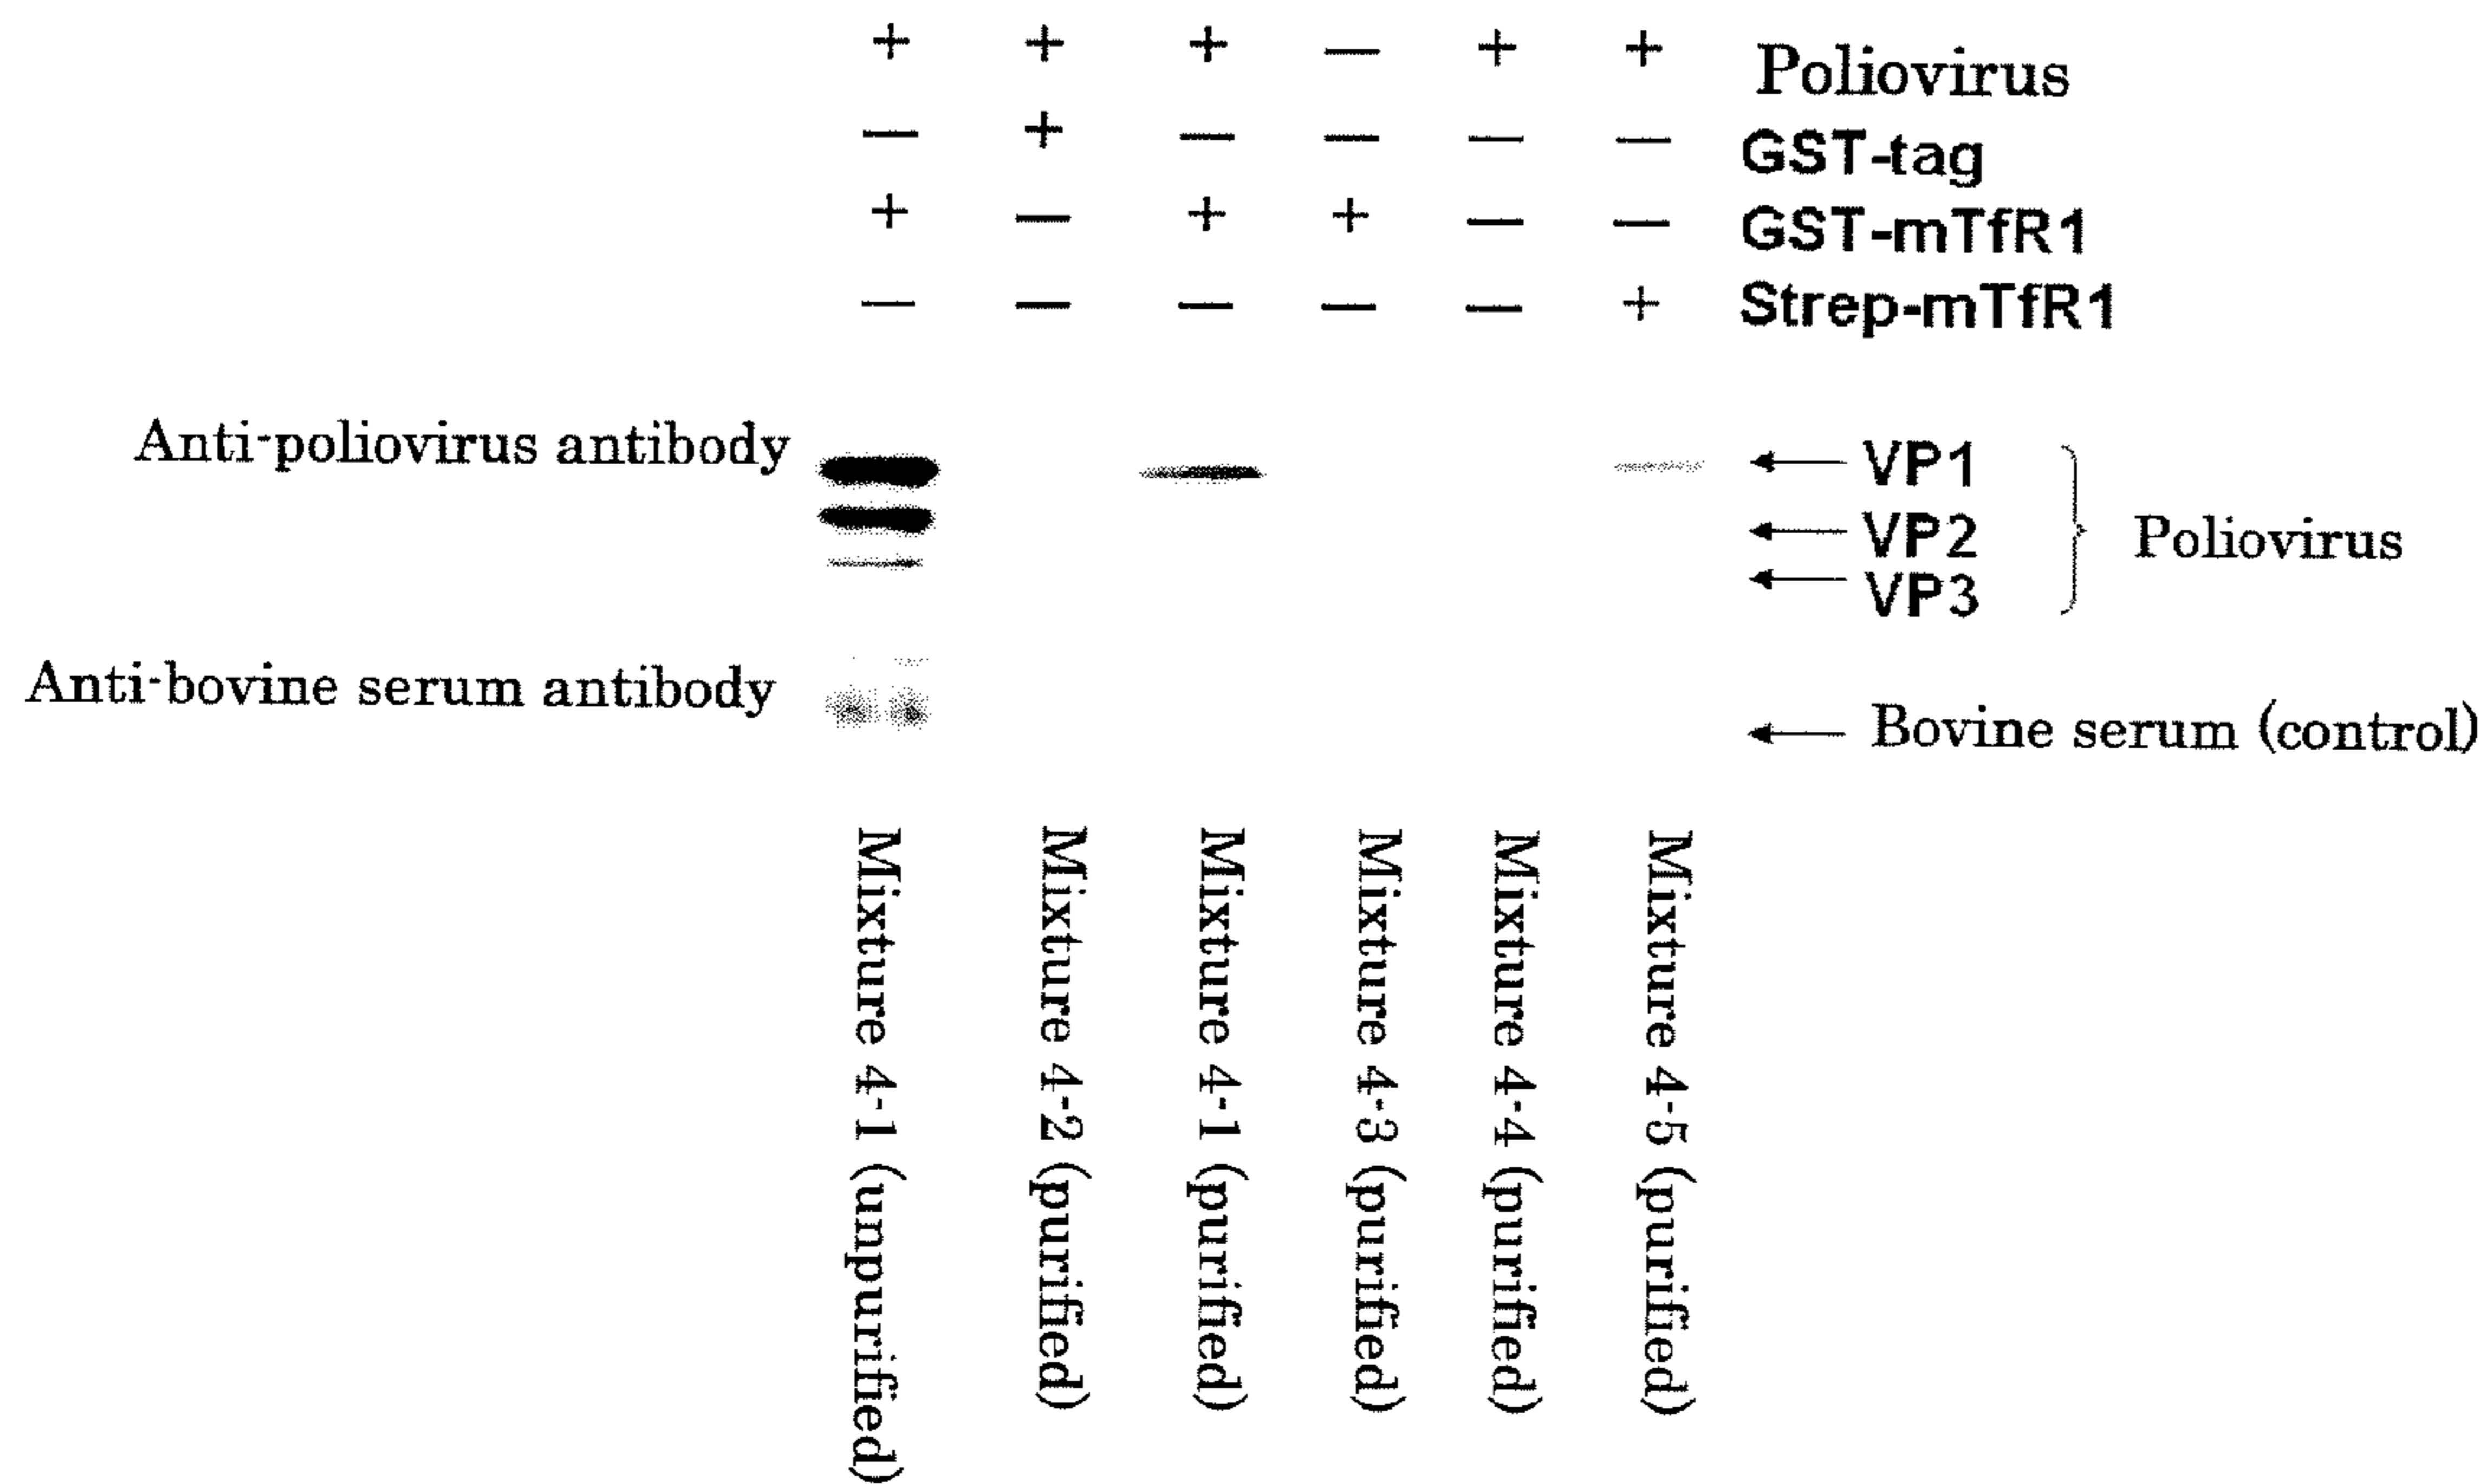 + + + — + + Poliovirus
— + — — — — GST-tag
+ — + + — — GST-mTfR1
— — — — — + Strep-mTfR1
Anti-poliovirus antibody
VP1
VP2
VP3
Poliovirus
Anti-bovine serum antibody
Bovine serum (control)
Mixture 4-1 (unpurified)
Mixture 4-2 (purified)
Mixture 4-1 (purified)
Mixture 4-3 (purified)
Mixture 4-4 (purified)
Mixture 4-5 (purified)